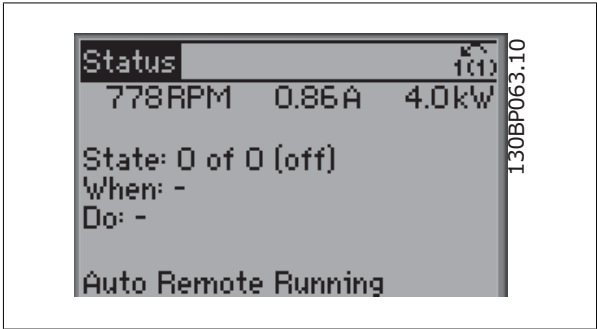 Status 1(1)
778RPM 0.86A 4.0kW
State: 0 of 0 (off)
When: -
Do: -
Auto Remote Running
130BP063.10